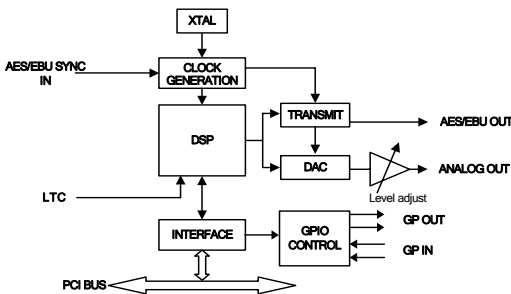 XTAL
AES/EBU SYNC
IN
CLOCK
GENERATION
TRANSMIT
AES/EBU OUT
DSP
DAC
ANALOG OUT
Level adjust
LTC
GP OUT
INTERFACE
GPIO
CONTROL
GP IN
PCI BUS